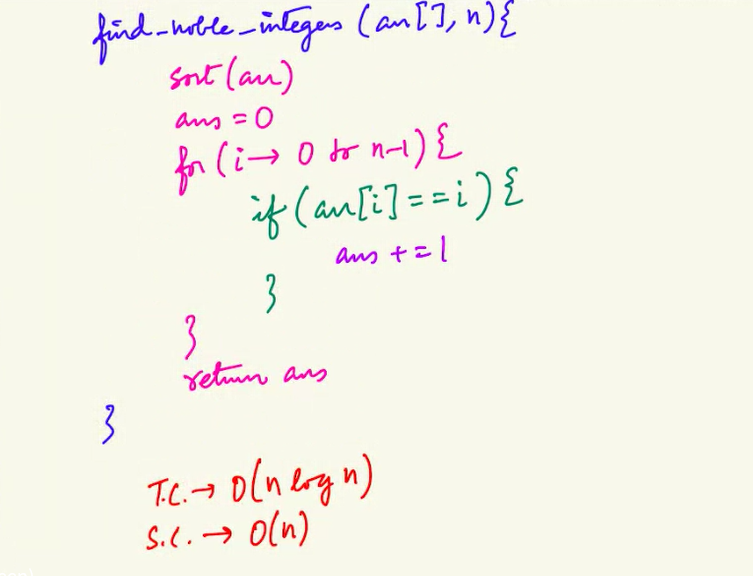 find_noble_integers (arr[], n){
sort(arr)
ans = 0
for (i→ 0 to n-1) {
if (arr[i] == i) {
ans += 1
}
}
return ans
}
T.C. → O(n log n)
S.C. → O(n)